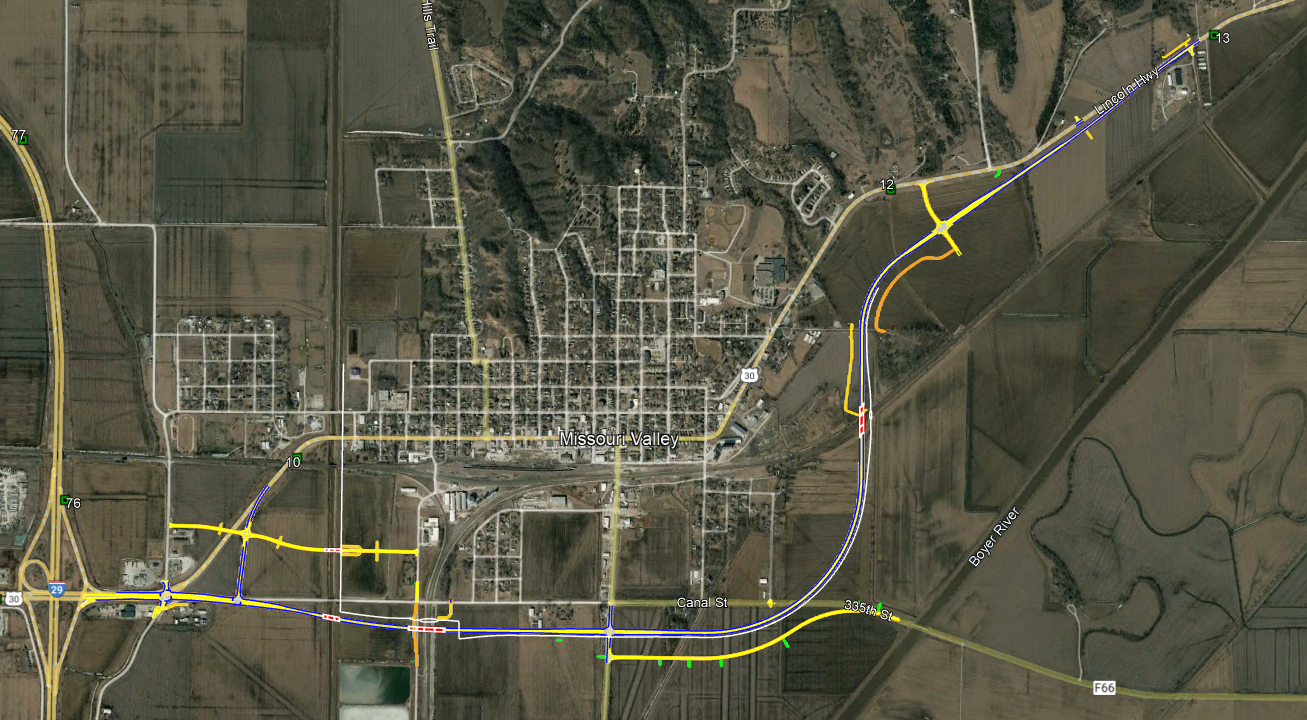 Hills Trail
13
77
Lincoln Hwy
12
30
Missouri Valley
10
76
Boyer River
29
30
Canal St
335th St
F66